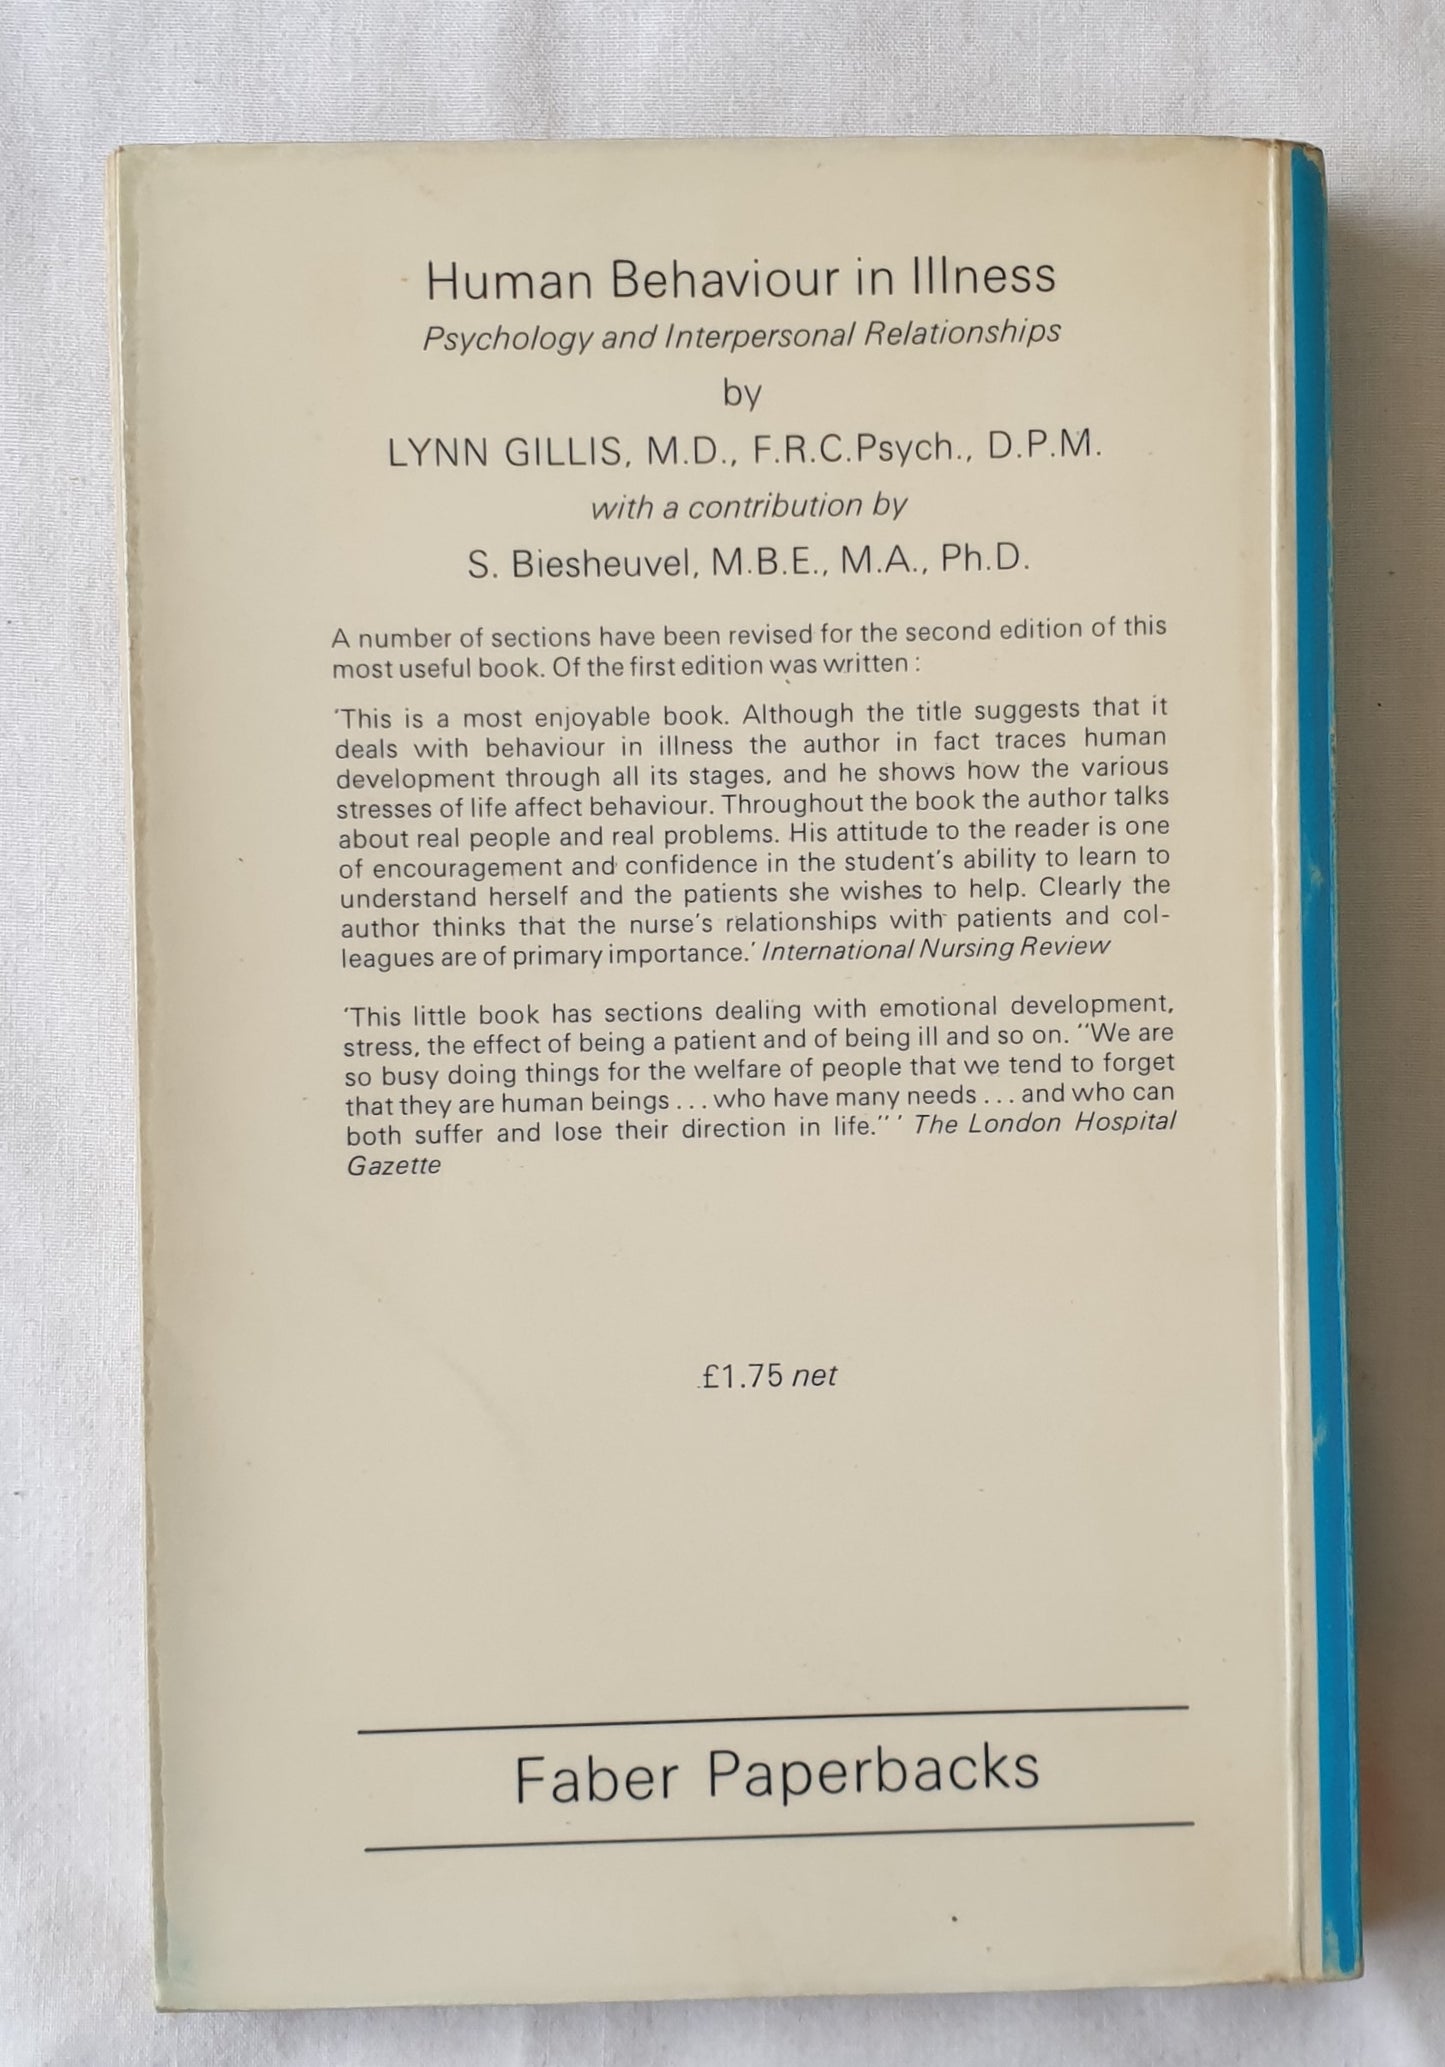 Human Behaviour in Illness
Psychology and Interpersonal Relationships
by
LYNN GILLIS, M.D., F.R.C.Psych., D.P.M.
with a contribution by
S. Biesheuvel, M.B.E., M.A., Ph.D.
A number of sections have been revised for the second edition of this
most useful book. Of the first edition was written :
'This is a most enjoyable book. Although the title suggests that it
deals with behaviour in illness the author in fact traces human
development through all its stages, and he shows how the various
stresses of life affect behaviour. Throughout the book the author talks
about real people and real problems. His attitude to the reader is one
of encouragement and confidence in the student's ability to learn to
understand herself and the patients she wishes to help. Clearly the
author thinks that the nurse's relationships with patients and col-
leagues are of primary importance.' International Nursing Review
'This little book has sections dealing with emotional development,
stress, the effect of being a patient and of being ill and so on. "We are
so busy doing things for the welfare of people that we tend to forget
that they are human beings ... who have many needs ... and who can
both suffer and lose their direction in life." ' The London Hospital
Gazette
£1.75 net
Faber Paperbacks